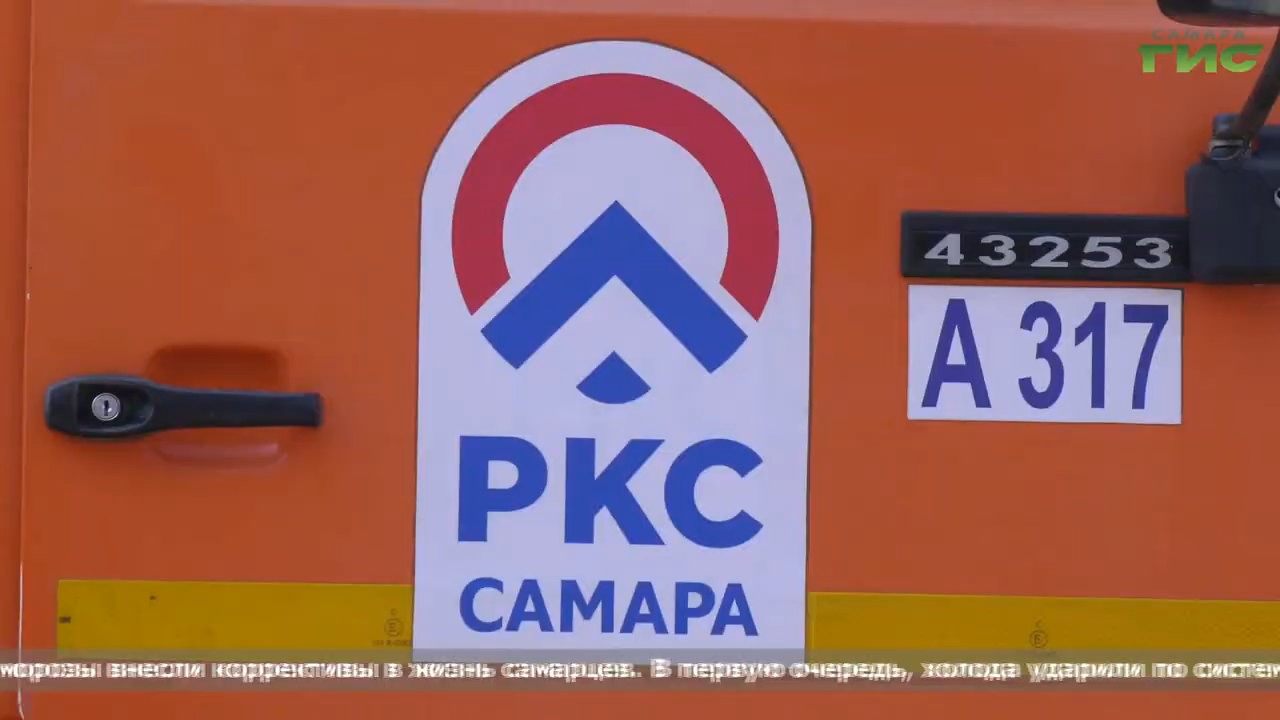 САМАРА
ГИС
43253
А 317
РКС
САМАРА
морозы внесли коррективы в жизнь самарцев. В первую очередь, холода ударили по систем